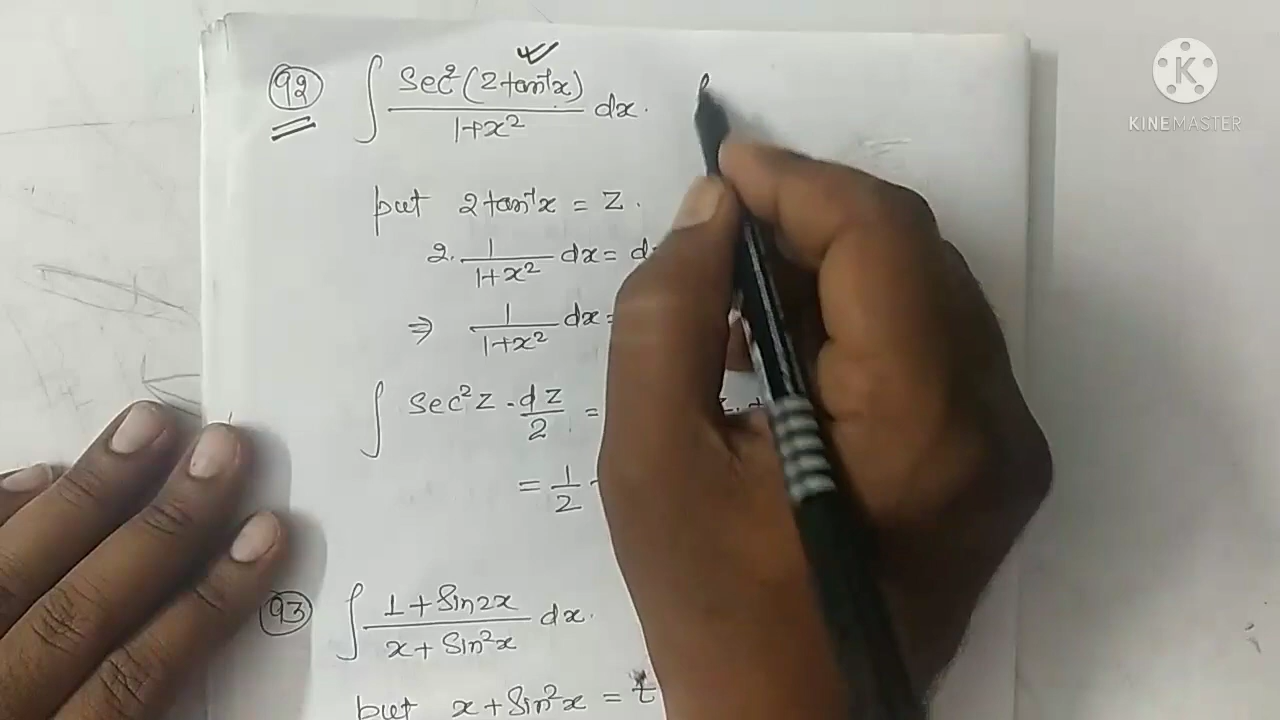 92 ∫ Sec²(2tan⁻¹x) / 1+x² dx.
put 2tan⁻¹x = Z.
2. 1/1+x² dx = d
⇒ 1/1+x² dx =
∫ Sec²Z . dZ/2 =
= 1/2
93 ∫ 1+Sin2x / x+Sin²x dx.
put x+Sin²x = t
K
KINEMASTER